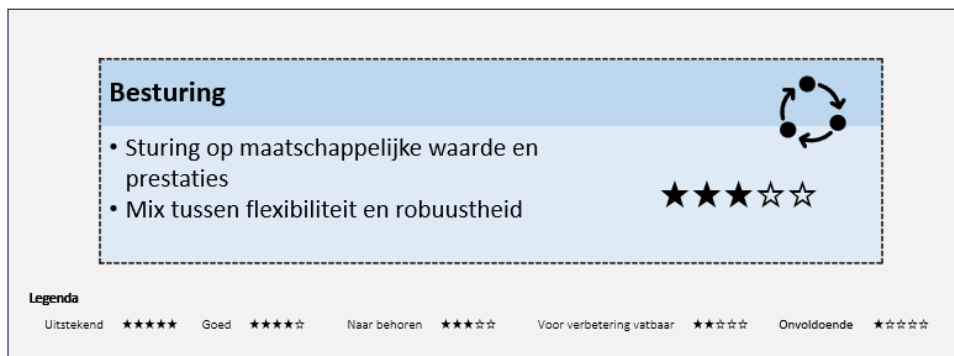 Besturing
• Sturing op maatschappelijke waarde en
prestaties
• Mix tussen flexibiliteit en robuustheid
★★★☆☆
Legenda
Uitstekend ★★★★★ Goed ★★★★☆ Naar behoren ★★★☆☆ Voor verbetering vatbaar ★★☆☆☆ Onvoldoende ★☆☆☆☆